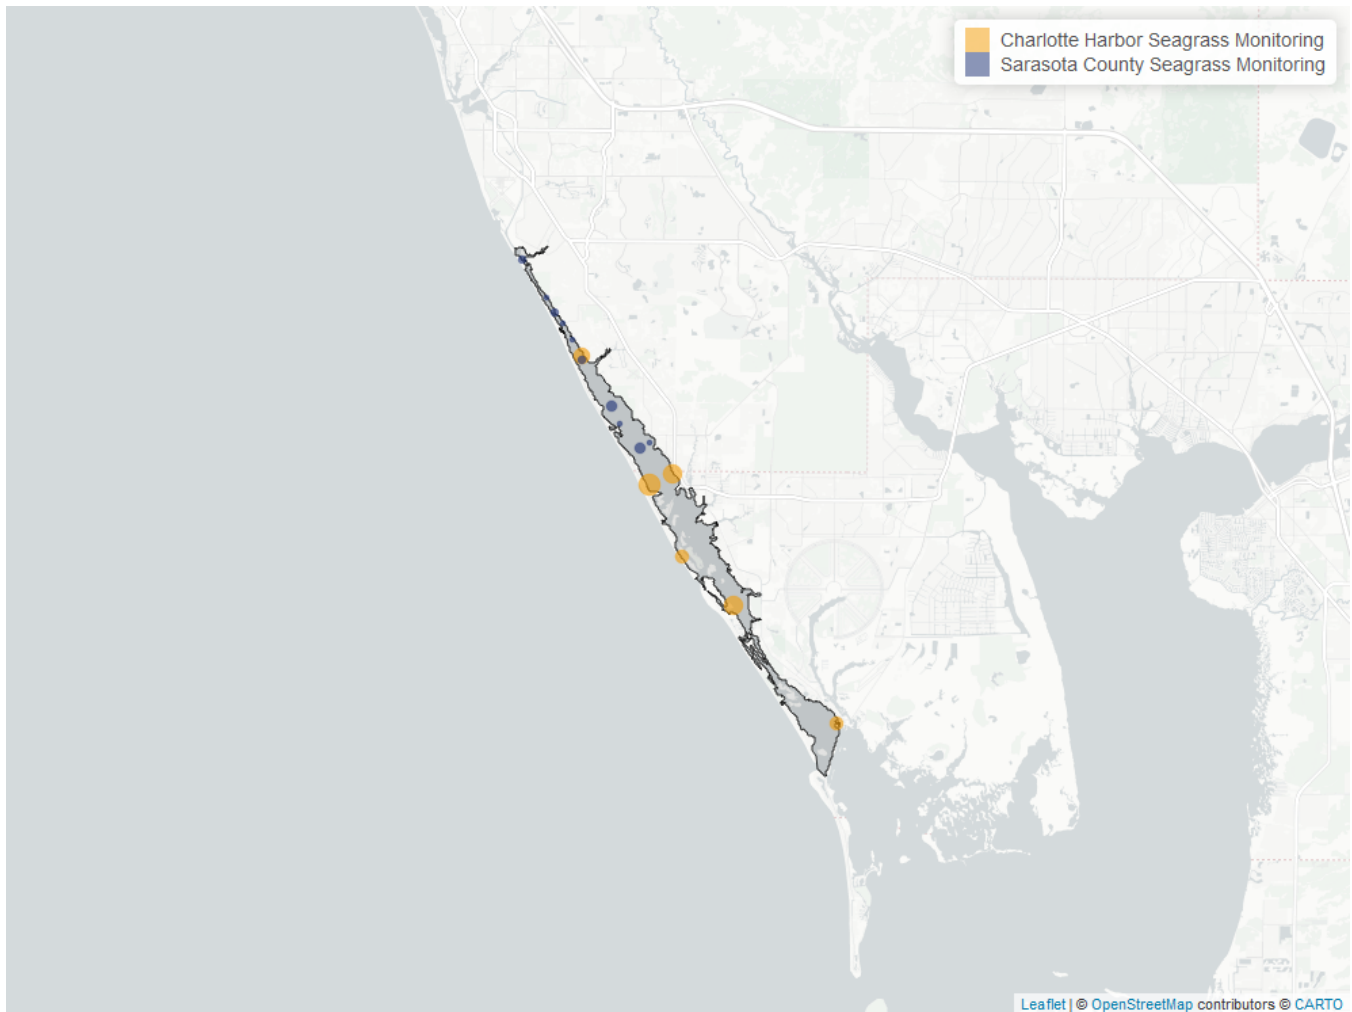 Charlotte Harbor Seagrass Monitoring
Sarasota County Seagrass Monitoring
Leaflet | © OpenStreetMap contributors © CARTO